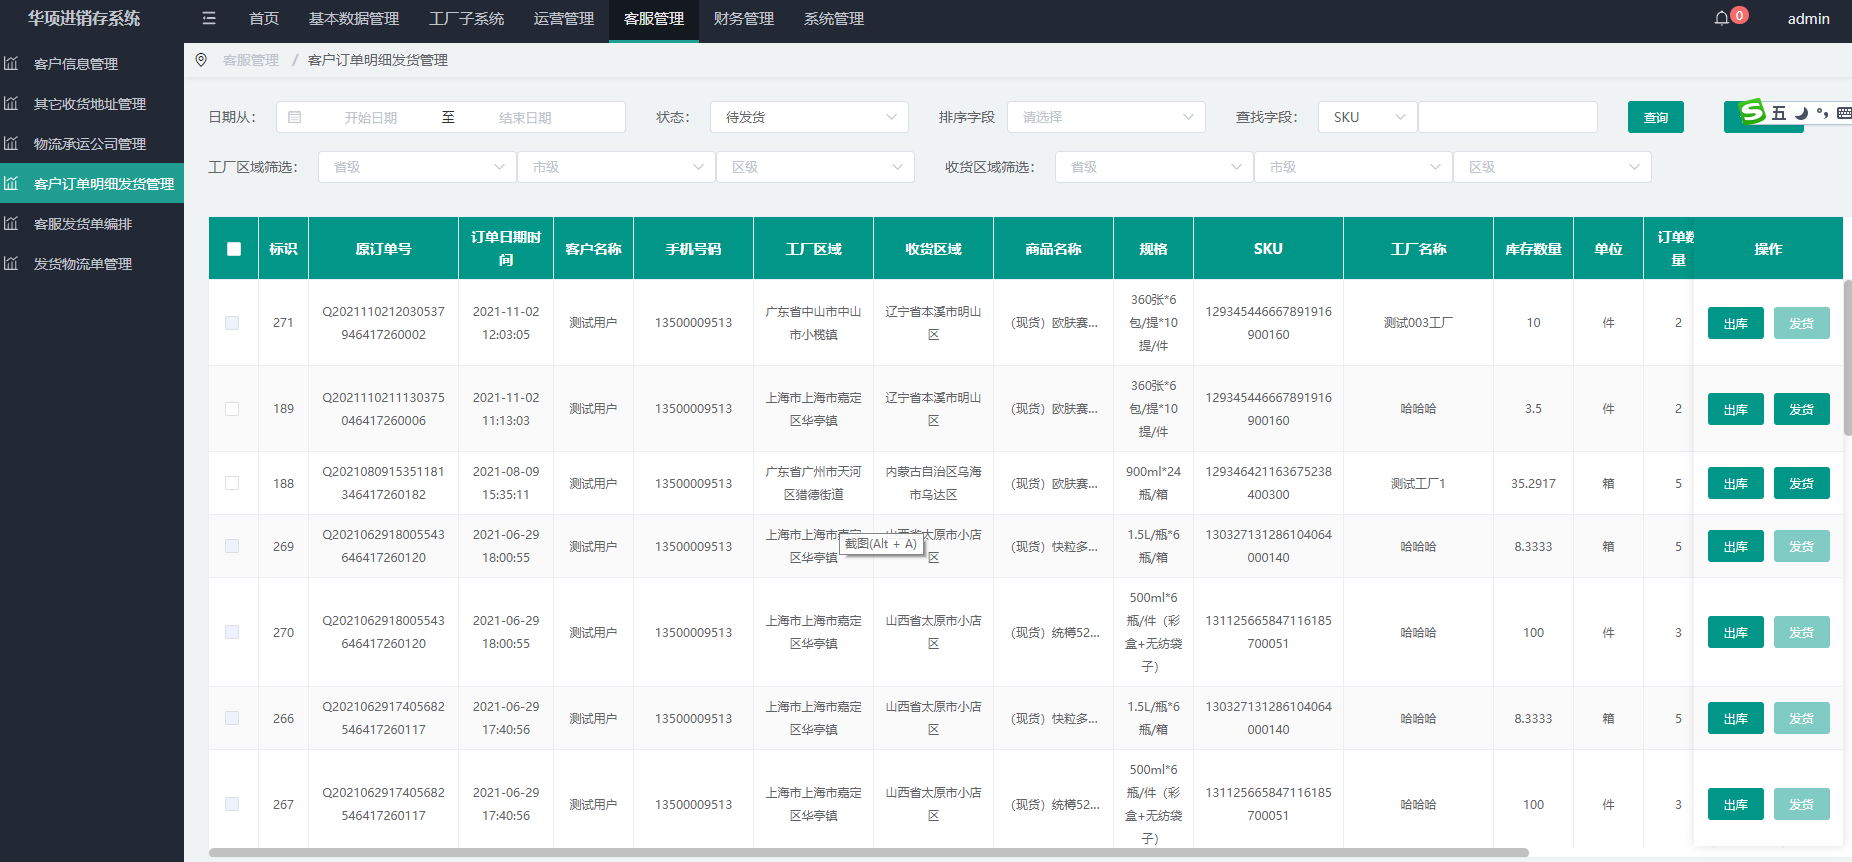 华项进销存系统
首页 基本数据管理 工厂子系统 运营管理 客服管理 财务管理 系统管理
0 admin
客户信息管理
其它收货地址管理
物流承运公司管理
客户订单明细发货管理
客服发货单编排
发货物流单管理
客服管理 / 客户订单明细发货管理
日期从： 开始日期 至 结束日期 状态： 待发货 排序字段 请选择 查找字段： SKU 查询 五
工厂区域筛选： 省级 市级 区级 收货区域筛选： 省级 市级 区级
标识 原订单号 订单日期时间 客户名称 手机号码 工厂区域 收货区域 商品名称 规格 SKU 工厂名称 库存数量 单位 订单数量 操作
271 Q2021110212030537946417260002 2021-11-02 12:03:05 测试用户 13500009513 广东省中山市中山市小榄镇 辽宁省本溪市明山区 （现货）欧肤赛... 360张*6包/提*10提/件 129345446667891916900160 测试003工厂 10 件 2 出库 发货
189 Q2021110211130375046417260006 2021-11-02 11:13:03 测试用户 13500009513 上海市上海市嘉定区华亭镇 辽宁省本溪市明山区 （现货）欧肤赛... 360张*6包/提*10提/件 129345446667891916900160 哈哈哈 3.5 件 2 出库 发货
188 Q2021080915351181346417260182 2021-08-09 15:35:11 测试用户 13500009513 广东省广州市天河区猎德街道 内蒙古自治区乌海市乌达区 （现货）欧肤赛... 900ml*24瓶/箱 129346421163675238400300 测试工厂1 35.2917 箱 5 出库 发货
269 Q2021062918005543646417260120 2021-06-29 18:00:55 测试用户 13500009513 上海市上海市嘉定区华亭镇 山西省太原市小店区 （现货）快粒多... 1.5L/瓶*6瓶/箱 130327131286104064000140 哈哈哈 8.3333 箱 5 出库 发货
截图(Alt + A)
270 Q2021062918005543646417260120 2021-06-29 18:00:55 测试用户 13500009513 上海市上海市嘉定区华亭镇 山西省太原市小店区 （现货）统樽52... 500ml*6瓶/件（彩盒+无纺袋子） 131125665847116185700051 哈哈哈 100 件 3 出库 发货
266 Q2021062917405682546417260117 2021-06-29 17:40:56 测试用户 13500009513 上海市上海市嘉定区华亭镇 山西省太原市小店区 （现货）快粒多... 1.5L/瓶*6瓶/箱 130327131286104064000140 哈哈哈 8.3333 箱 5 出库 发货
267 Q2021062917405682546417260117 2021-06-29 17:40:56 测试用户 13500009513 上海市上海市嘉定区华亭镇 山西省太原市小店区 （现货）统樽52... 500ml*6瓶/件（彩盒+无纺袋子） 131125665847116185700051 哈哈哈 100 件 3 出库 发货